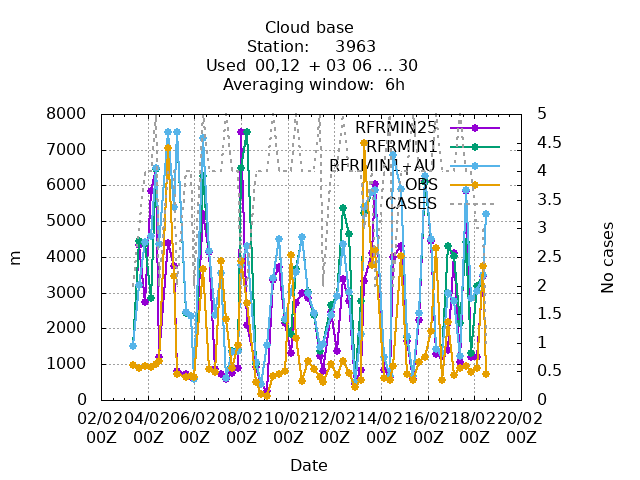 Cloud base
Station: 3963
Used 00,12 + 03 06 ... 30
Averaging window: 6h
8000
7000
6000
5000
4000
3000
2000
1000
0
m
5
4.5
4
3.5
3
2.5
2
1.5
1
0.5
0
No cases
RFRMIN25
RFRMIN1
RFRMIN1+AU
OBS
CASES
02/02 04/02 06/02 08/02 10/02 12/02 14/02 16/02 18/02 20/02
00Z 00Z 00Z 00Z 00Z 00Z 00Z 00Z 00Z 00Z
Date